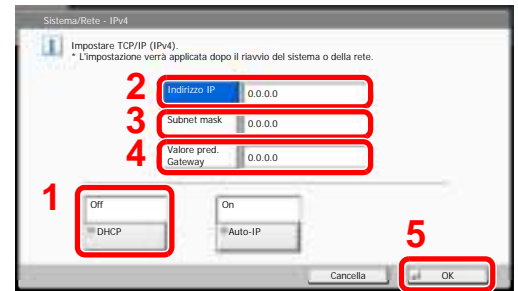 Sistema/Rete - IPv4
Impostare TCP/IP (IPv4).
* L'impostazione verrà applicata dopo il riavvio del sistema o della rete.
2
Indirizzo IP
0.0.0.0
3
Subnet mask
0.0.0.0
4
Valore pred.
Gateway
0.0.0.0
1
Off
DHCP
On
Auto-IP
5
Cancella
OK